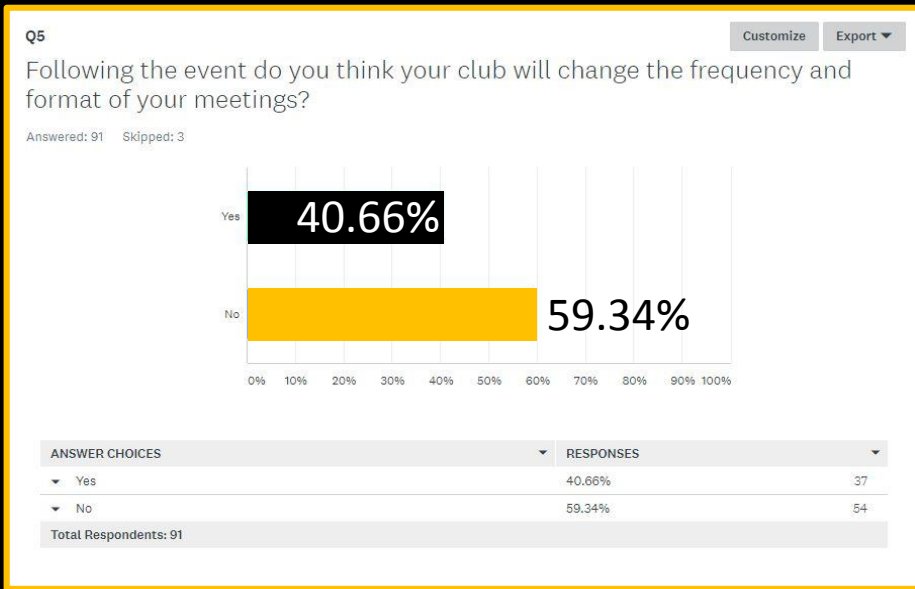 Q5
Customize
Export
Following the event do you think your club will change the frequency and
format of your meetings?
Answered: 91 Skipped: 3
Yes
40.66%
No
59.34%
0% 10% 20% 30% 40% 50% 60% 70% 80% 90% 100%
ANSWER CHOICES RESPONSES
Yes 40.66% 37
No 59.34% 54
Total Respondents: 91